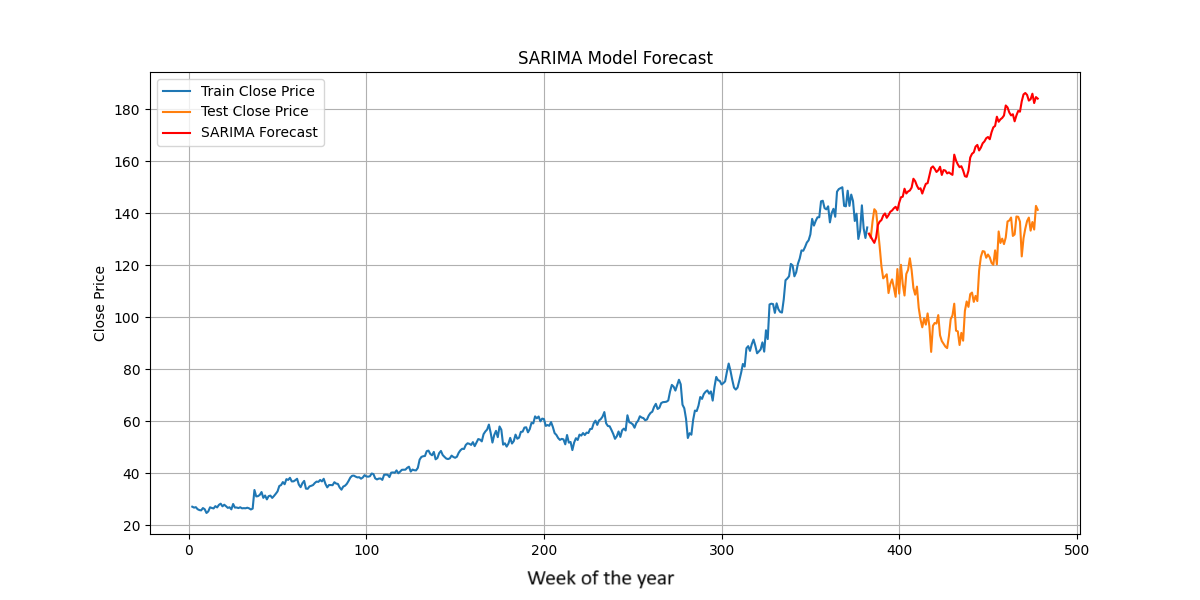 SARIMA Model Forecast
Train Close Price
Test Close Price
SARIMA Forecast
Close Price
180
160
140
120
100
80
60
40
20
0 100 200 300 400 500
Week of the year